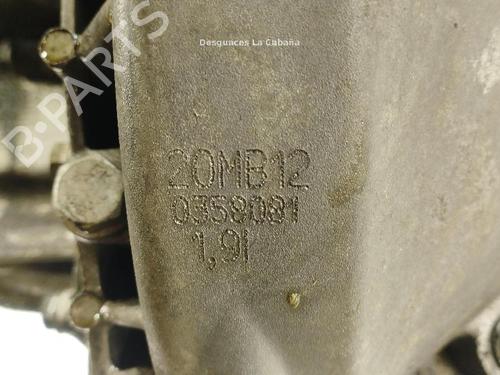 Desguaces La Cabaña
B-PARTS
20MB12
0358081
1,9l